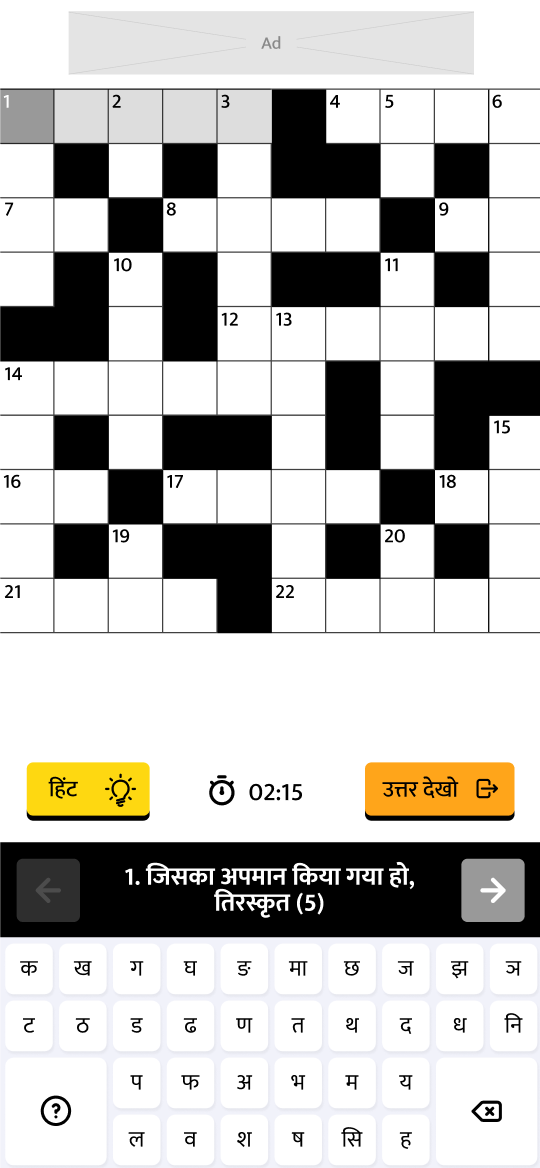 Ad
1 2 3 4 5 6
7 8 9
10 11
12 13
14
15
16 17 18
19 20
21 22
हिंट 02:15 उत्तर देखो
1. जिसका अपमान किया गया हो,
तिरस्कृत (5)
क ख ग घ ङ मा छ ज झ ञ
ट ठ ड ढ ण त थ द ध नि
प फ अ भ म य
?
ल व श ष सि ह